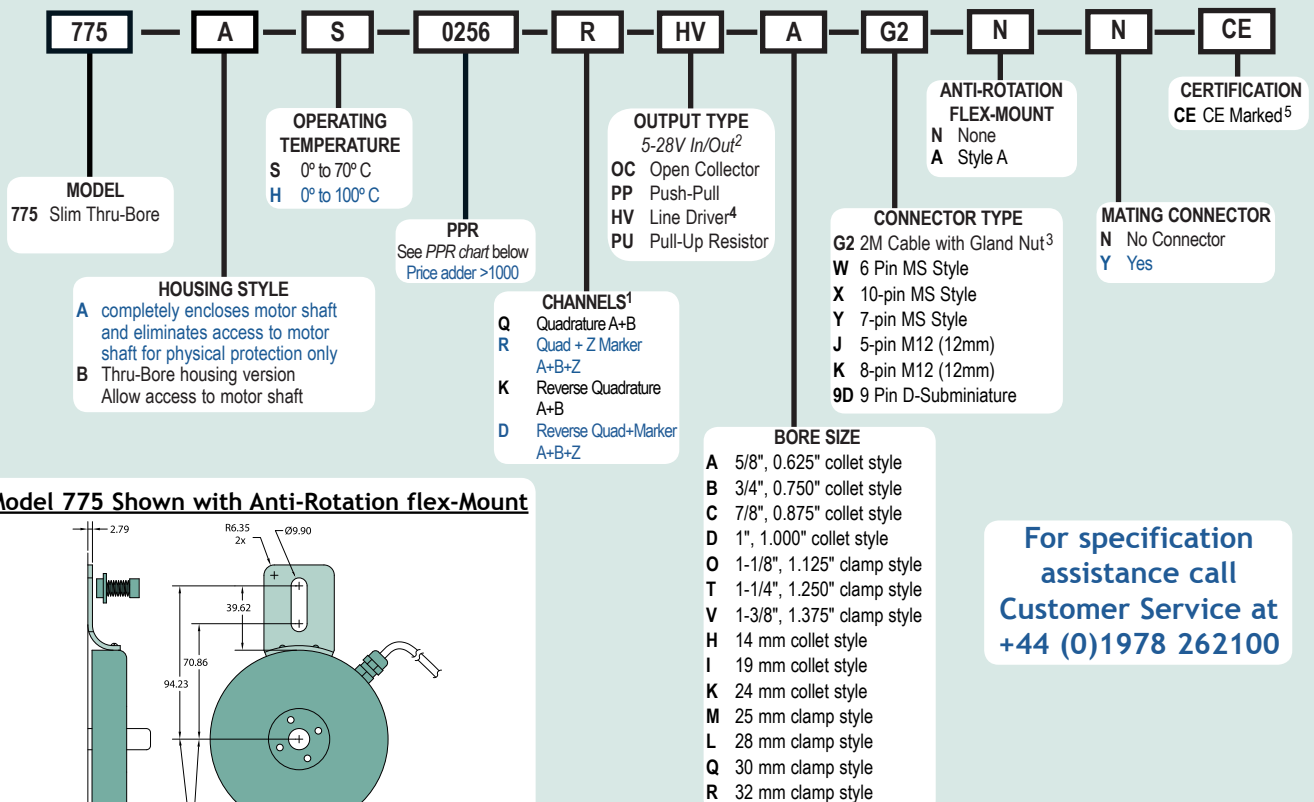 775 A S 0256 R HV A G2 N N CE
MODEL
775 Slim Thru-Bore
HOUSING STYLE
A completely encloses motor shaft
and eliminates access to motor
shaft for physical protection only
B Thru-Bore housing version
Allow access to motor shaft
OPERATING
TEMPERATURE
S 0º to 70º C
H 0º to 100º C
PPR
See PPR chart below
Price adder >1000
CHANNELS1
Q Quadrature A+B
R Quad + Z Marker
A+B+Z
K Reverse Quadrature
A+B
D Reverse Quad+Marker
A+B+Z
OUTPUT TYPE
5-28V In/Out2
OC Open Collector
PP Push-Pull
HV Line Driver4
PU Pull-Up Resistor
BORE SIZE
A 5/8", 0.625" collet style
B 3/4", 0.750" collet style
C 7/8", 0.875" collet style
D 1", 1.000" collet style
O 1-1/8", 1.125" clamp style
T 1-1/4", 1.250" clamp style
V 1-3/8", 1.375" clamp style
H 14 mm collet style
I 19 mm collet style
K 24 mm collet style
M 25 mm clamp style
L 28 mm clamp style
Q 30 mm clamp style
R 32 mm clamp style
CONNECTOR TYPE
G2 2M Cable with Gland Nut3
W 6 Pin MS Style
X 10-pin MS Style
Y 7-pin MS Style
J 5-pin M12 (12mm)
K 8-pin M12 (12mm)
9D 9 Pin D-Subminiature
ANTI-ROTATION
FLEX-MOUNT
N None
A Style A
MATING CONNECTOR
N No Connector
Y Yes
CERTIFICATION
CE CE Marked5
Model 775 Shown with Anti-Rotation flex-Mount
2.79
R6.35
2x
Ø9.90
39.62
70.86
94.23
For specification
assistance call
Customer Service at
+44 (0)1978 262100